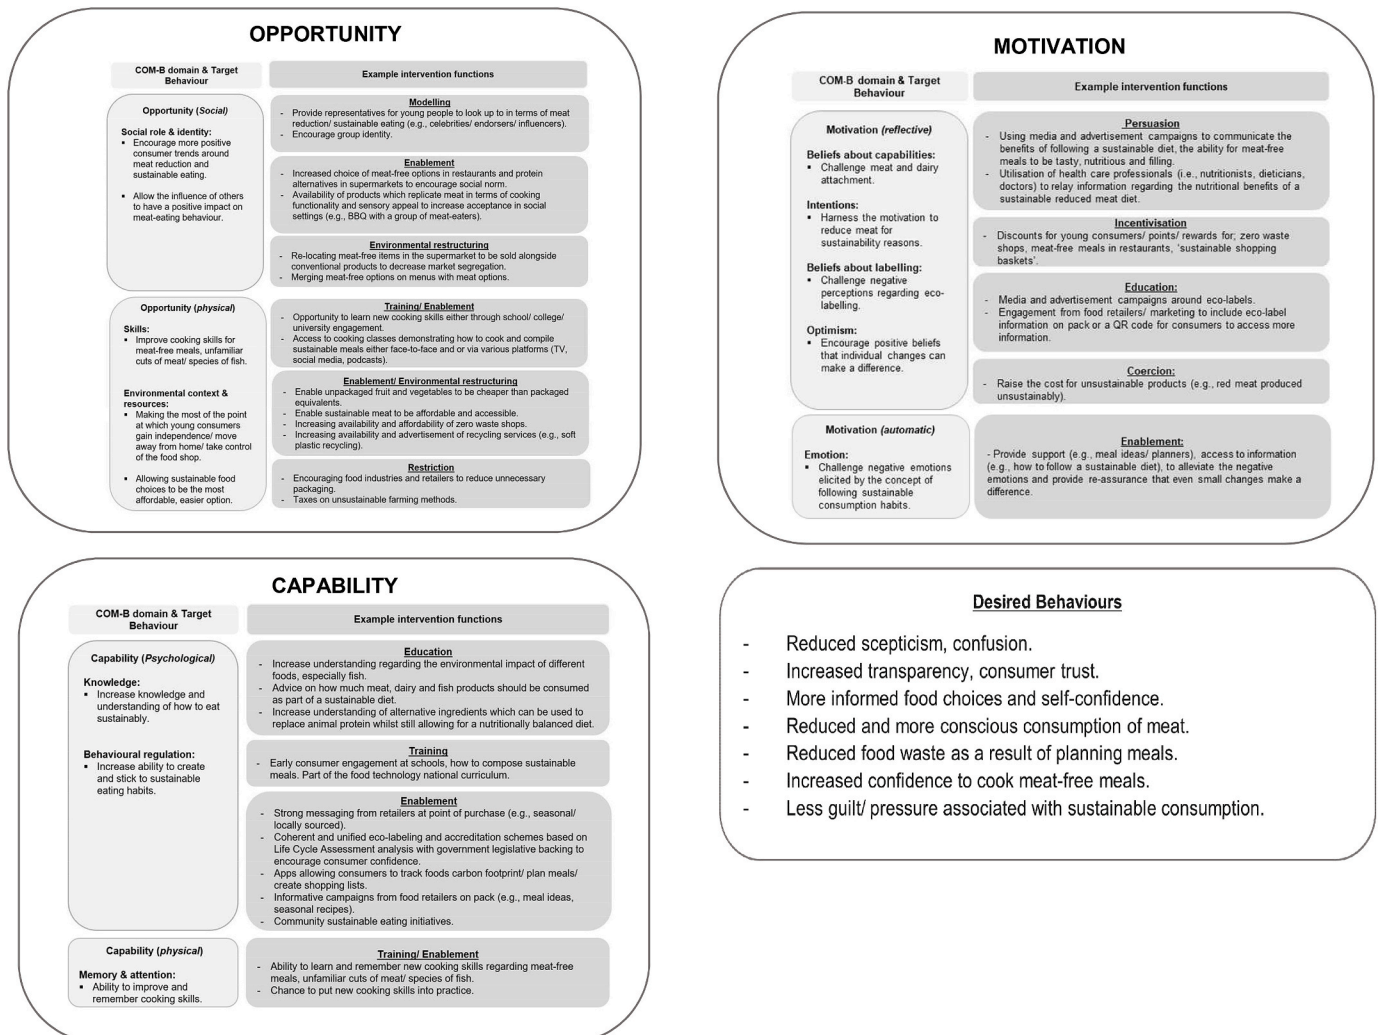 OPPORTUNITY
COM-B domain & Target
Behaviour
Example intervention functions
Opportunity (Social)
Social role & identity:
▪ Encourage more positive
consumer trends around
meat reduction and
sustainable eating.
▪ Allow the influence of others
to have a positive impact on
meat-eating behaviour.
Modelling
- Provide representatives for young people to look up to in terms of meat
reduction/ sustainable eating (e.g., celebrities/ endorsers/ influencers).
- Encourage group identity.
Enablement
- Increased choice of meat-free options in restaurants and protein
alternatives in supermarkets to encourage social norm.
- Availability of products which replicate meat in terms of cooking
functionality and sensory appeal to increase acceptance in social
settings (e.g., BBQ with a group of meat-eaters).
Environmental restructuring
- Re-locating meat-free items in the supermarket to be sold alongside
conventional products to decrease market segregation.
- Merging meat-free options on menus with meat options.
Opportunity (physical)
Skills:
▪ Improve cooking skills for
meat-free meals, unfamiliar
cuts of meat/ species of fish.
Environmental context &
resources:
▪ Making the most of the point
at which young consumers
gain independence/ move
away from home/ take control
of the food shop.
▪ Allowing sustainable food
choices to be the most
affordable, easier option.
Training/ Enablement
- Opportunity to learn new cooking skills either through school/ college/
university engagement.
- Access to cooking classes demonstrating how to cook and compile
sustainable meals either face-to-face and or via various platforms (TV,
social media, podcasts).
Enablement/ Environmental restructuring
- Enable unpackaged fruit and vegetables to be cheaper than packaged
equivalents.
- Enable sustainable meat to be affordable and accessible.
- Increasing availability and affordability of zero waste shops.
- Increasing availability and advertisement of recycling services (e.g., soft
plastic recycling).
Restriction
- Encouraging food industries and retailers to reduce unnecessary
packaging.
- Taxes on unsustainable farming methods.
MOTIVATION
COM-B domain & Target
Behaviour
Example intervention functions
Motivation (reflective)
Beliefs about capabilities:
▪ Challenge meat and dairy
attachment.
Intentions:
▪ Harness the motivation to
reduce meat for
sustainability reasons.
Beliefs about labelling:
▪ Challenge negative
perceptions regarding eco-
labelling.
Optimism:
▪ Encourage positive beliefs
that individual changes can
make a difference.
Persuasion
- Using media and advertisement campaigns to communicate the
benefits of following a sustainable diet, the ability for meat-free
meals to be tasty, nutritious and filling.
- Utilisation of health care professionals (i.e., nutritionists, dieticians,
doctors) to relay information regarding the nutritional benefits of a
sustainable reduced meat diet.
Incentivisation
- Discounts for young consumers/ points/ rewards for; zero waste
shops, meat-free meals in restaurants, 'sustainable shopping
baskets'.
Education:
- Media and advertisement campaigns around eco-labels.
- Engagement from food retailers/ marketing to include eco-label
information on pack or a QR code for consumers to access more
information.
Coercion:
- Raise the cost for unsustainable products (e.g., red meat produced
unsustainably).
Motivation (automatic)
Emotion:
▪ Challenge negative emotions
elicited by the concept of
following sustainable
consumption habits.
Enablement:
- Provide support (e.g., meal ideas/ planners), access to information
(e.g., how to follow a sustainable diet), to alleviate the negative
emotions and provide re-assurance that even small changes make a
difference.
CAPABILITY
COM-B domain & Target
Behaviour
Example intervention functions
Capability (Psychological)
Knowledge:
▪ Increase knowledge and
understanding of how to eat
sustainably.
Behavioural regulation:
▪ Increase ability to create
and stick to sustainable
eating habits.
Education
- Increase understanding regarding the environmental impact of different
foods, especially fish.
- Advice on how much meat, dairy and fish products should be consumed
as part of a sustainable diet.
- Increase understanding of alternative ingredients which can be used to
replace animal protein whilst still allowing for a nutritionally balanced diet.
Training
- Early consumer engagement at schools, how to compose sustainable
meals. Part of the food technology national curriculum.
Enablement
- Strong messaging from retailers at point of purchase (e.g., seasonal/
locally sourced).
- Coherent and unified eco-labeling and accreditation schemes based on
Life Cycle Assessment analysis with government legislative backing to
encourage consumer confidence.
- Apps allowing consumers to track foods carbon footprint/ plan meals/
create shopping lists.
- Informative campaigns from food retailers on pack (e.g., meal ideas,
seasonal recipes).
- Community sustainable eating initiatives.
Capability (physical)
Memory & attention:
▪ Ability to improve and
remember cooking skills.
Training/ Enablement
- Ability to learn and remember new cooking skills regarding meat-free
meals, unfamiliar cuts of meat/ species of fish.
- Chance to put new cooking skills into practice.
Desired Behaviours
- Reduced scepticism, confusion.
- Increased transparency, consumer trust.
- More informed food choices and self-confidence.
- Reduced and more conscious consumption of meat.
- Reduced food waste as a result of planning meals.
- Increased confidence to cook meat-free meals.
- Less guilt/ pressure associated with sustainable consumption.